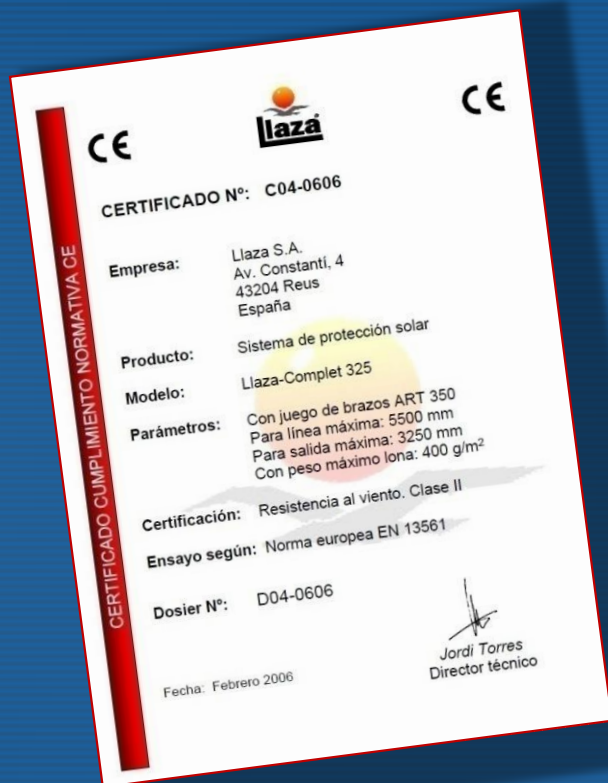 CE
llaza
CE
CERTIFICADO Nº: C04-0606
Empresa: Llaza S.A.
Av. Constantí, 4
43204 Reus
España
Producto: Sistema de protección solar
Modelo: Llaza-Complet 325
Parámetros: Con juego de brazos ART 350
Para línea máxima: 5500 mm
Para salida máxima: 3250 mm
Con peso máximo lona: 400 g/m²
Certificación: Resistencia al viento. Clase II
Ensayo según: Norma europea EN 13561
Dosier Nº: D04-0606
Jordi Torres
Director técnico
Fecha: Febrero 2006
CERTIFICADO CUMPLIMIENTO NORMATIVA CE